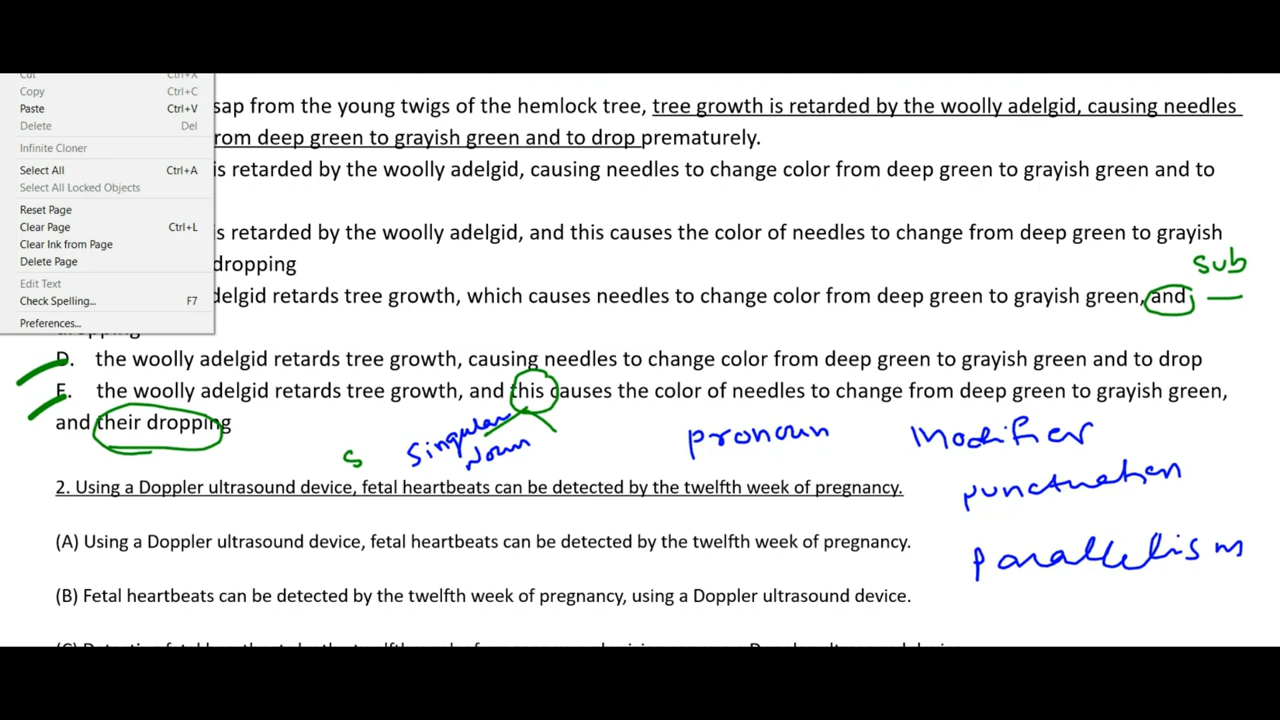 Cut Ctrl+X
Copy Ctrl+C
Paste Ctrl+V
Delete Del
Infinite Cloner
Select All Ctrl+A
Select All Locked Objects
Reset Page
Clear Page Ctrl+L
Clear Ink from Page
Delete Page
Edit Text
Check Spelling... F7
Preferences...
sap from the young twigs of the hemlock tree, tree growth is retarded by the woolly adelgid, causing needles
rom deep green to grayish green and to drop prematurely.
is retarded by the woolly adelgid, causing needles to change color from deep green to grayish green and to
s retarded by the woolly adelgid, and this causes the color of needles to change from deep green to grayish
dropping
sub
delgid retards tree growth, which causes needles to change color from deep green to grayish green, and
D. the woolly adelgid retards tree growth, causing needles to change color from deep green to grayish green and to drop
E. the woolly adelgid retards tree growth, and this causes the color of needles to change from deep green to grayish green,
and their dropping
S
Singular
Noun
pronoun
Modifier
punctuation
parallelism
2. Using a Doppler ultrasound device, fetal heartbeats can be detected by the twelfth week of pregnancy.
(A) Using a Doppler ultrasound device, fetal heartbeats can be detected by the twelfth week of pregnancy.
(B) Fetal heartbeats can be detected by the twelfth week of pregnancy, using a Doppler ultrasound device.